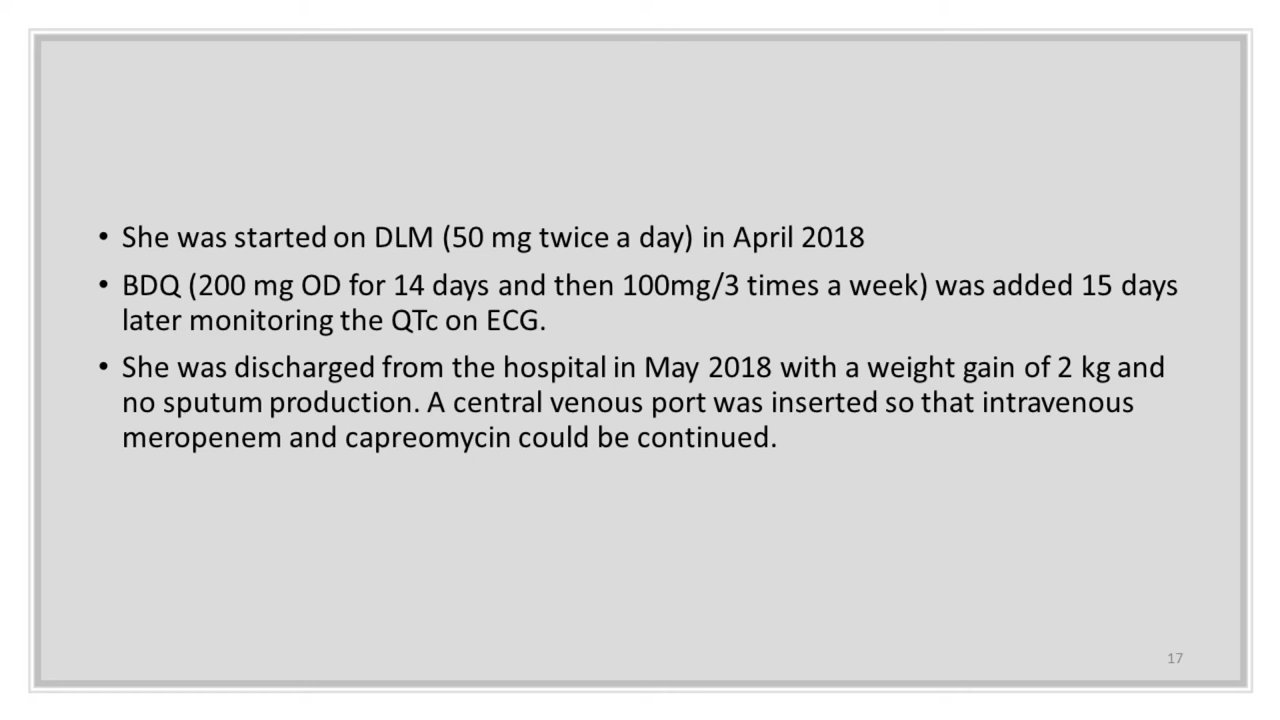 • She was started on DLM (50 mg twice a day) in April 2018
• BDQ (200 mg OD for 14 days and then 100mg/3 times a week) was added 15 days
later monitoring the QTc on ECG.
• She was discharged from the hospital in May 2018 with a weight gain of 2 kg and
no sputum production. A central venous port was inserted so that intravenous
meropenem and capreomycin could be continued.
17